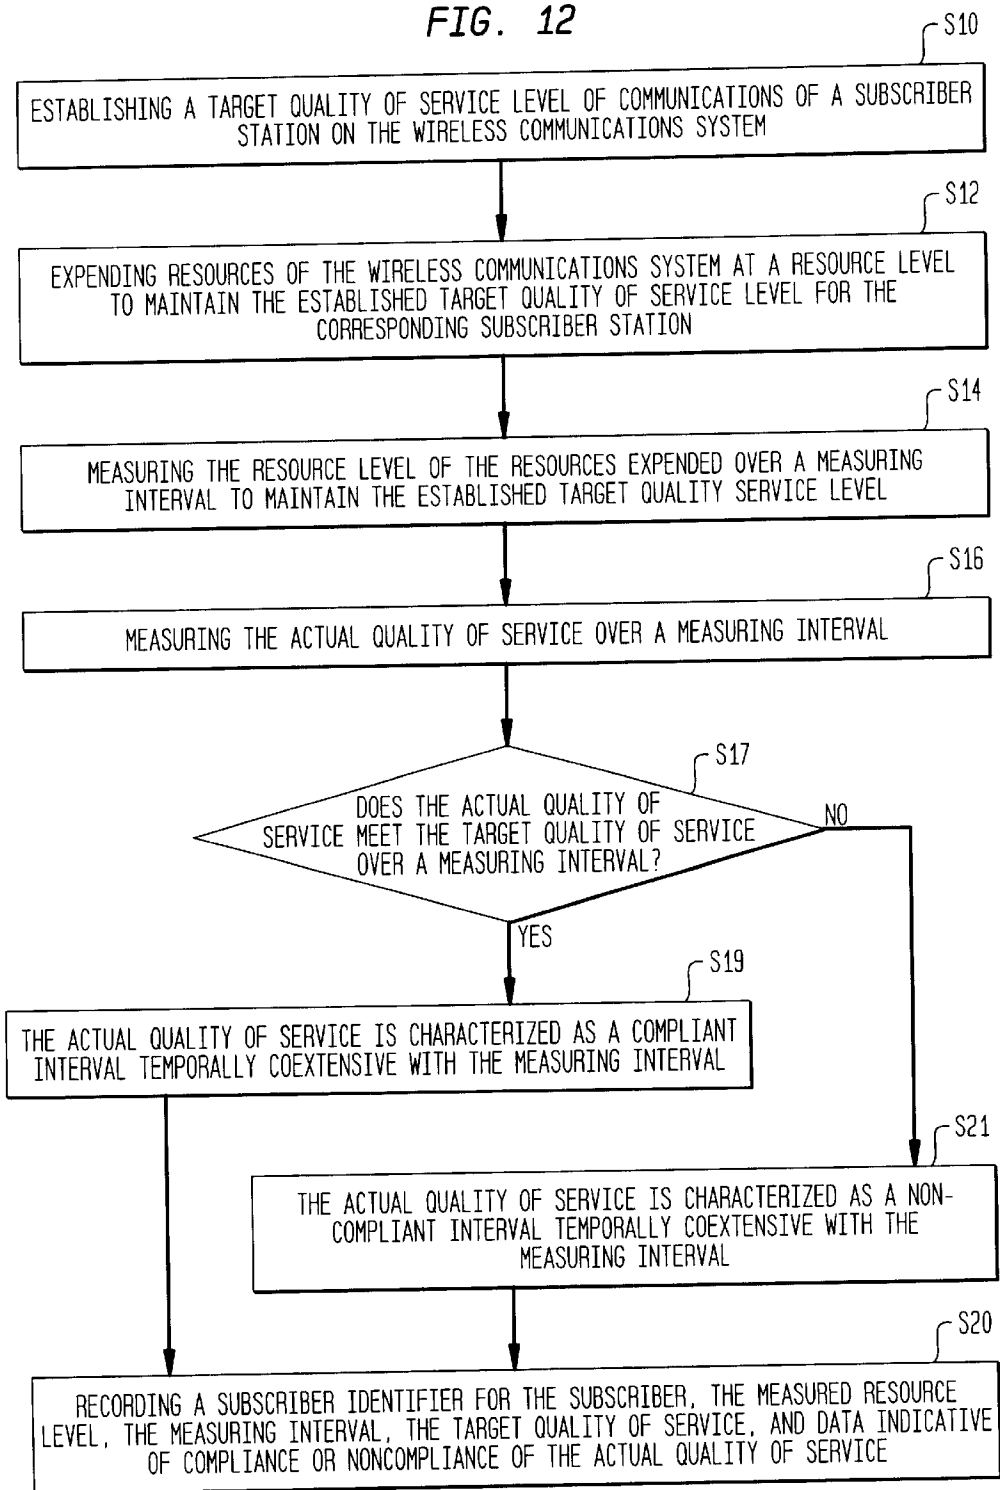 FIG. 12
S10
ESTABLISHING A TARGET QUALITY OF SERVICE LEVEL OF COMMUNICATIONS OF A SUBSCRIBER
STATION ON THE WIRELESS COMMUNICATIONS SYSTEM
S12
EXPENDING RESOURCES OF THE WIRELESS COMMUNICATIONS SYSTEM AT A RESOURCE LEVEL
TO MAINTAIN THE ESTABLISHED TARGET QUALITY OF SERVICE LEVEL FOR THE
CORRESPONDING SUBSCRIBER STATION
S14
MEASURING THE RESOURCE LEVEL OF THE RESOURCES EXPENDED OVER A MEASURING
INTERVAL TO MAINTAIN THE ESTABLISHED TARGET QUALITY SERVICE LEVEL
S16
MEASURING THE ACTUAL QUALITY OF SERVICE OVER A MEASURING INTERVAL
S17
DOES THE ACTUAL QUALITY OF
SERVICE MEET THE TARGET QUALITY OF SERVICE
OVER A MEASURING INTERVAL?
NO
YES
S19
THE ACTUAL QUALITY OF SERVICE IS CHARACTERIZED AS A COMPLIANT
INTERVAL TEMPORALLY COEXTENSIVE WITH THE MEASURING INTERVAL
S21
THE ACTUAL QUALITY OF SERVICE IS CHARACTERIZED AS A NON-
COMPLIANT INTERVAL TEMPORALLY COEXTENSIVE WITH THE
MEASURING INTERVAL
S20
RECORDING A SUBSCRIBER IDENTIFIER FOR THE SUBSCRIBER, THE MEASURED RESOURCE
LEVEL, THE MEASURING INTERVAL, THE TARGET QUALITY OF SERVICE, AND DATA INDICATIVE
OF COMPLIANCE OR NONCOMPLIANCE OF THE ACTUAL QUALITY OF SERVICE